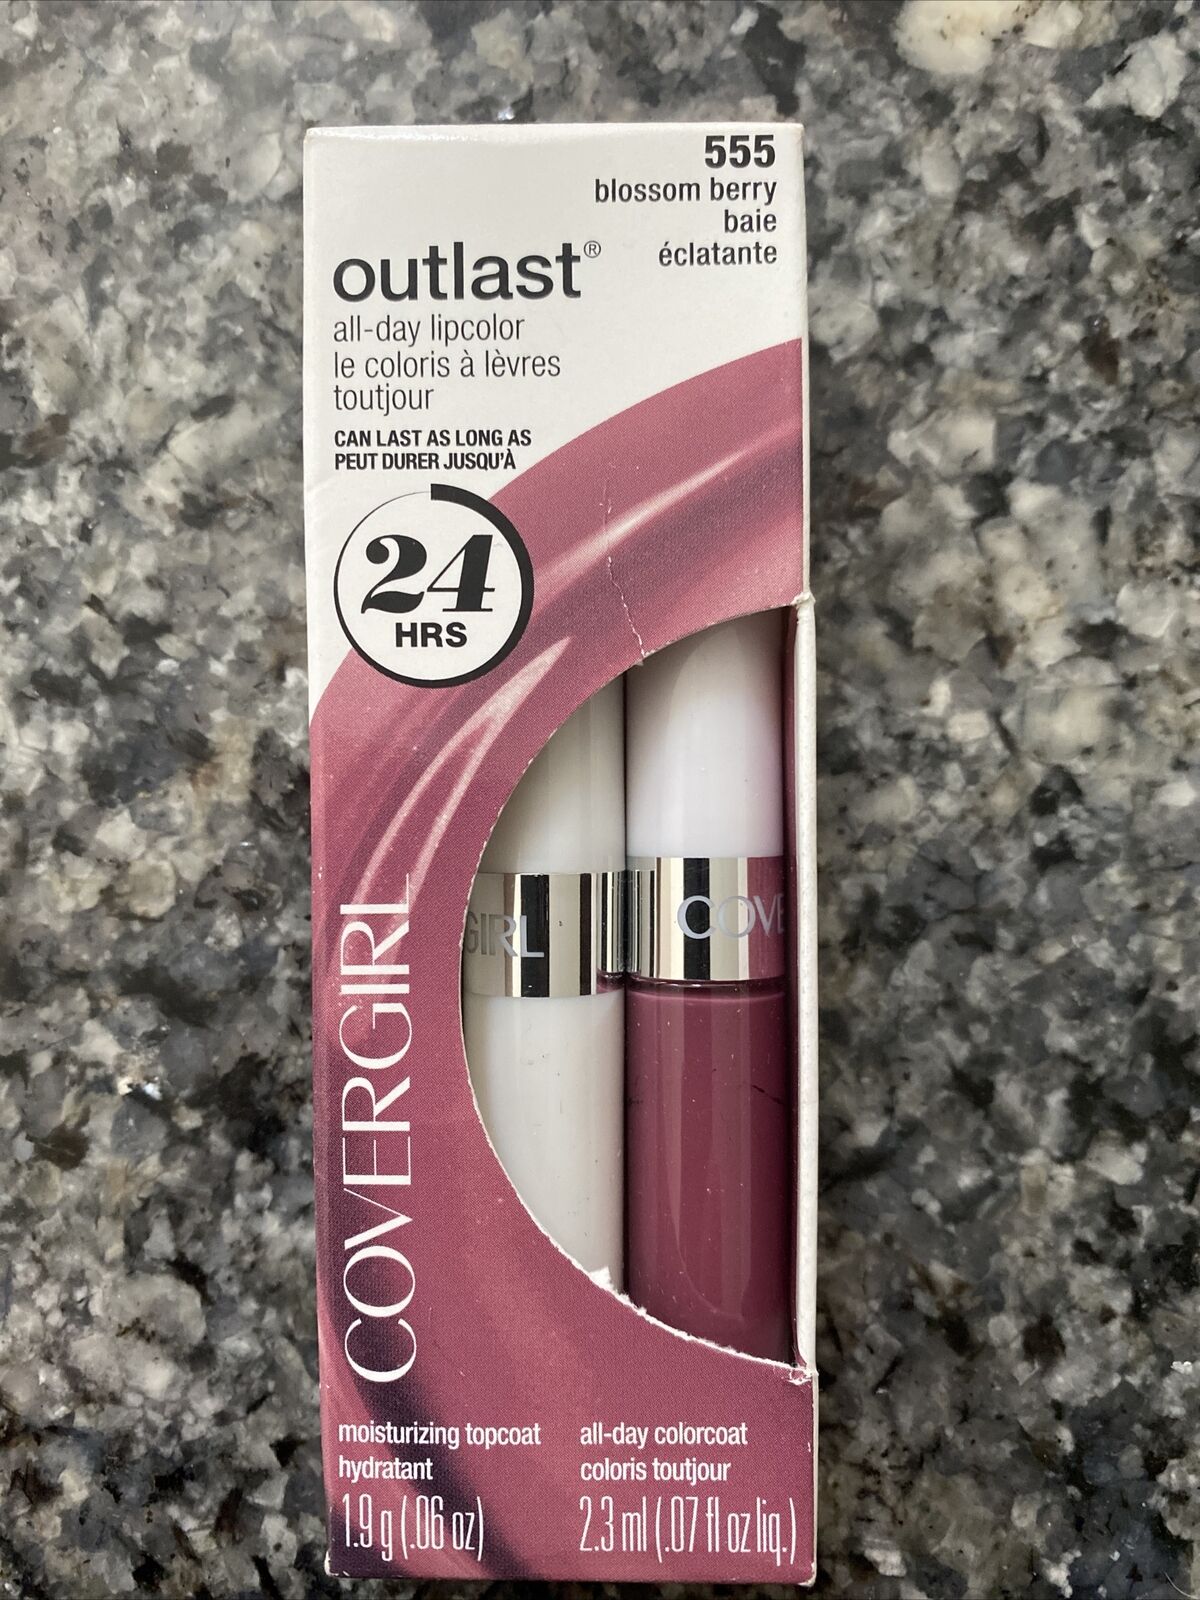 555
blossom berry
baie
éclatante
outlast®
all-day lipcolor
le coloris à lèvres
toutjour
CAN LAST AS LONG AS
PEUT DURER JUSQU'À
24
HRS
GIRL
COVE
COVERGIRL
moisturizing topcoat
hydratant
1.9 g (.06 oz)
all-day colorcoat
coloris toutjour
2.3 ml (.07 fl oz liq.)